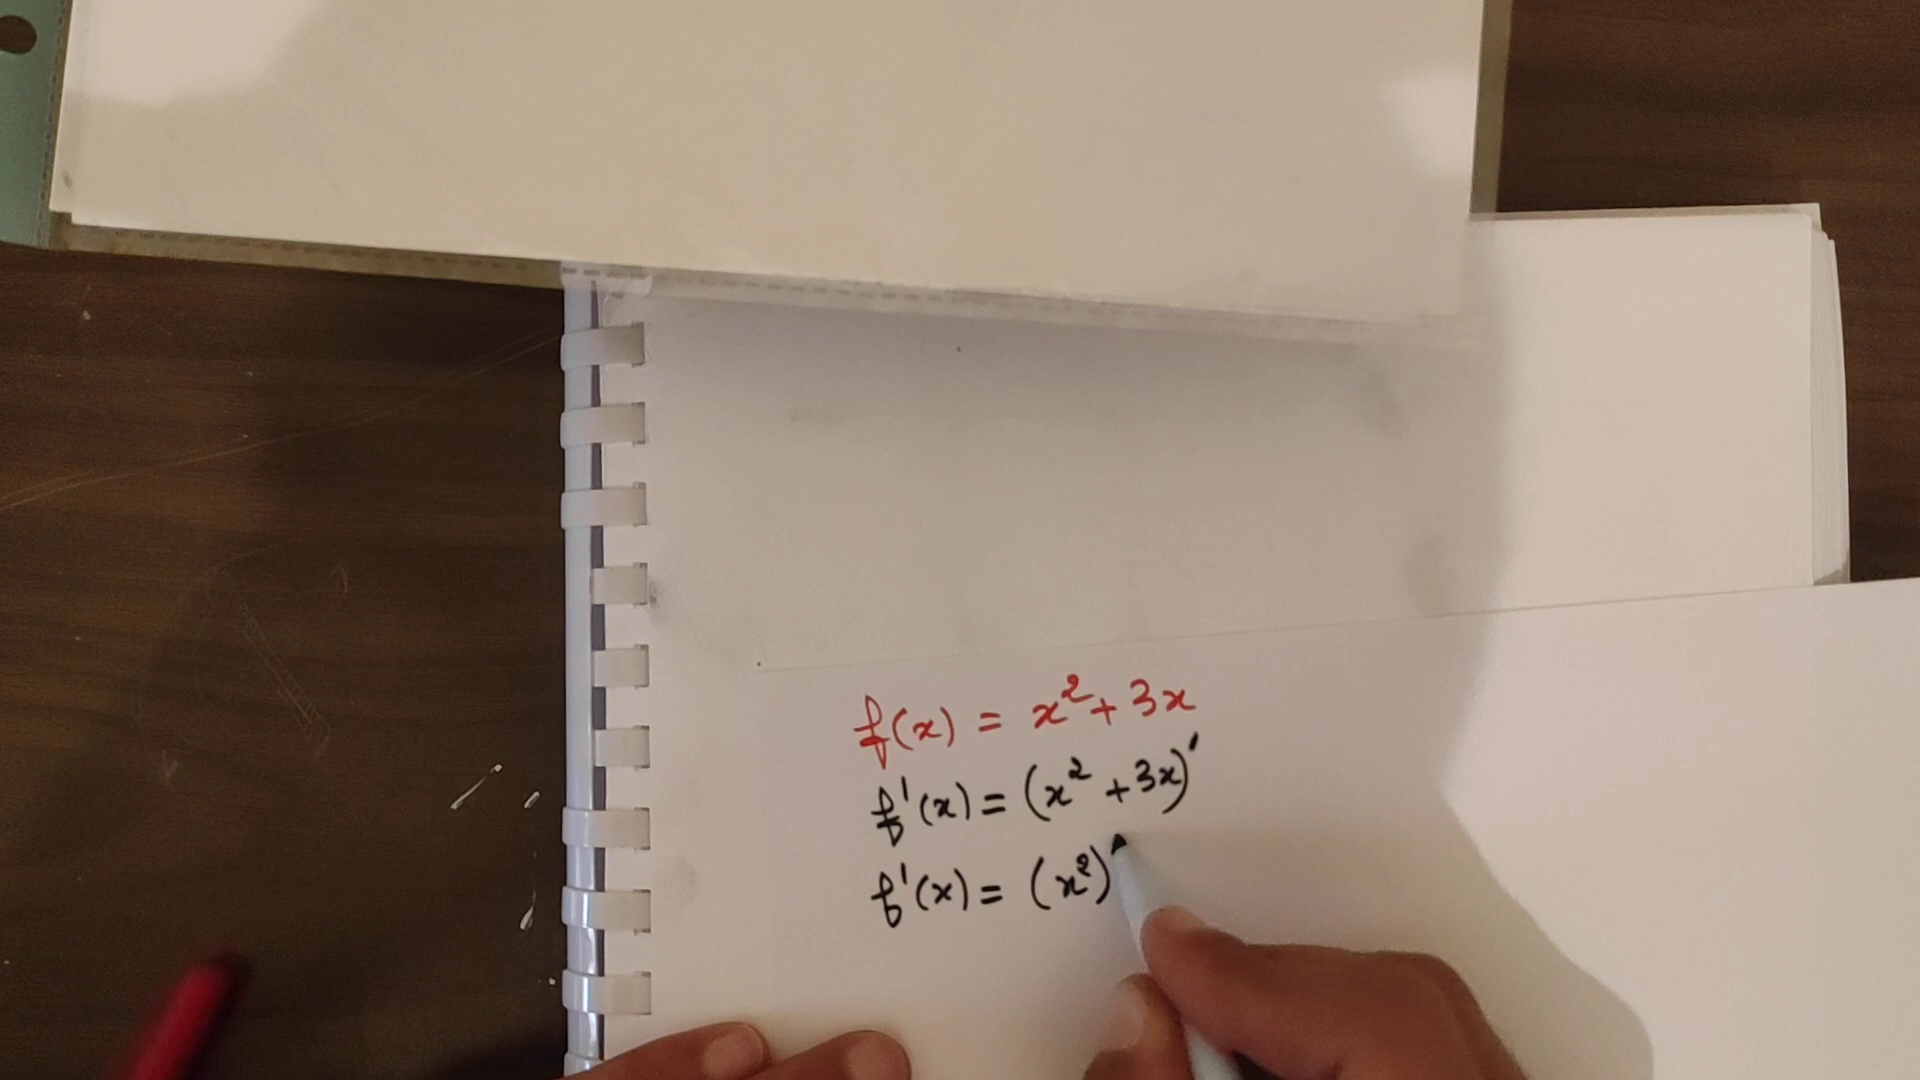 f(x) = x² + 3x
f'(x) = (x² + 3x)'
f'(x) = (x²)'